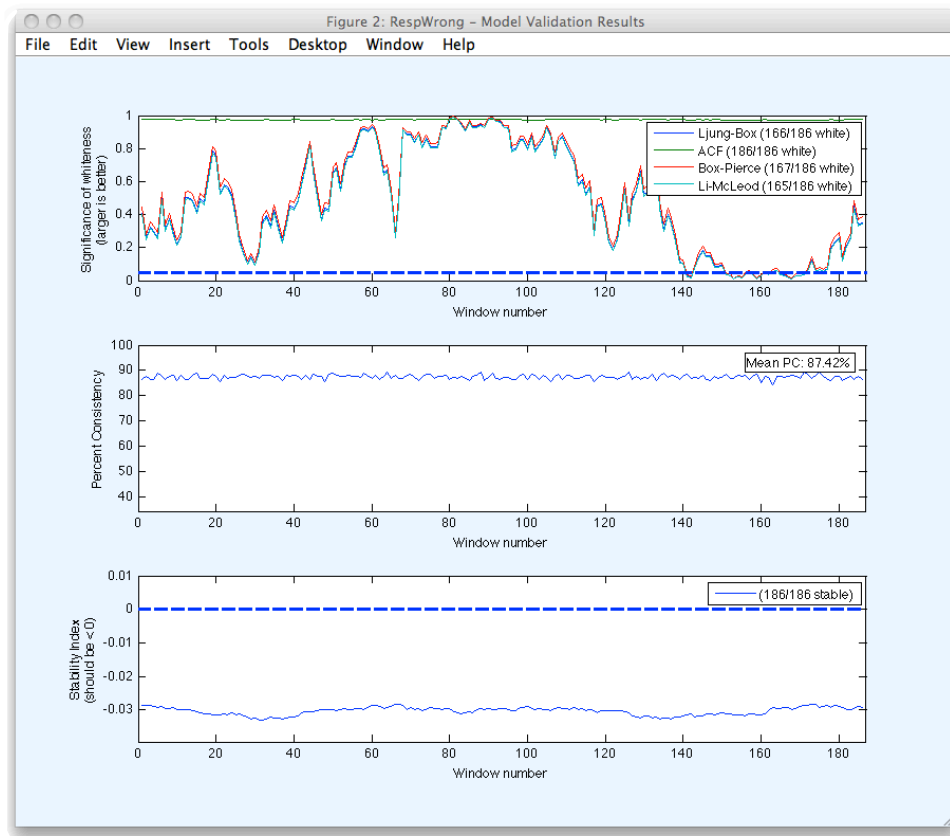 Figure 2: RespWrong – Model Validation Results
File Edit View Insert Tools Desktop Window Help
Significance of whiteness
(larger is better)
1
0.8
0.6
0.4
0.2
0
Ljung-Box (166/186 white)
ACF (186/186 white)
Box-Pierce (167/186 white)
Li-McLeod (165/186 white)
0 20 40 60 80 100 120 140 160 180
Window number
Percent Consistency
100
90
80
70
60
50
40
Mean PC: 87.42%
0 20 40 60 80 100 120 140 160 180
Window number
Stability Index
(should be < 0)
0.01
0
-0.01
-0.02
-0.03
(186/186 stable)
0 20 40 60 80 100 120 140 160 180
Window number